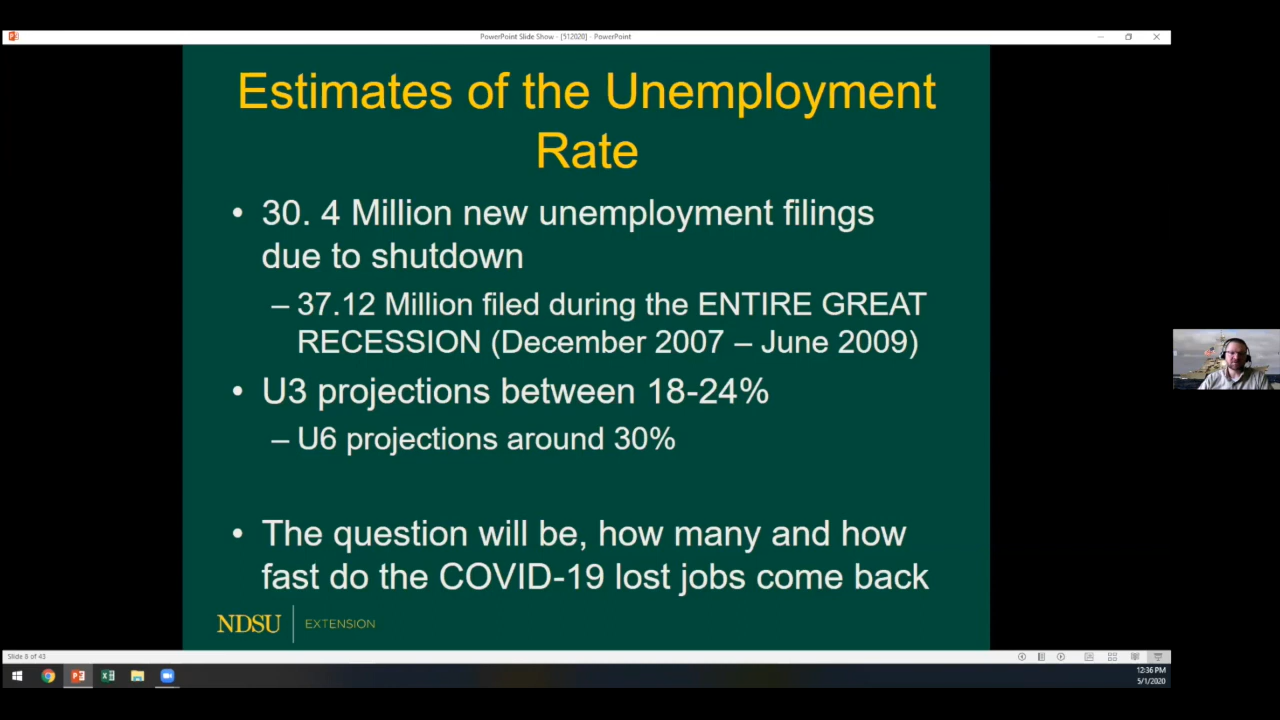 PowerPoint Slide Show - [512020] - PowerPoint
Estimates of the Unemployment
Rate
• 30. 4 Million new unemployment filings
due to shutdown
– 37.12 Million filed during the ENTIRE GREAT
RECESSION (December 2007 – June 2009)
• U3 projections between 18-24%
– U6 projections around 30%
• The question will be, how many and how
fast do the COVID-19 lost jobs come back
NDSU EXTENSION
Slide 8 of 43
12:36 PM
5/1/2020